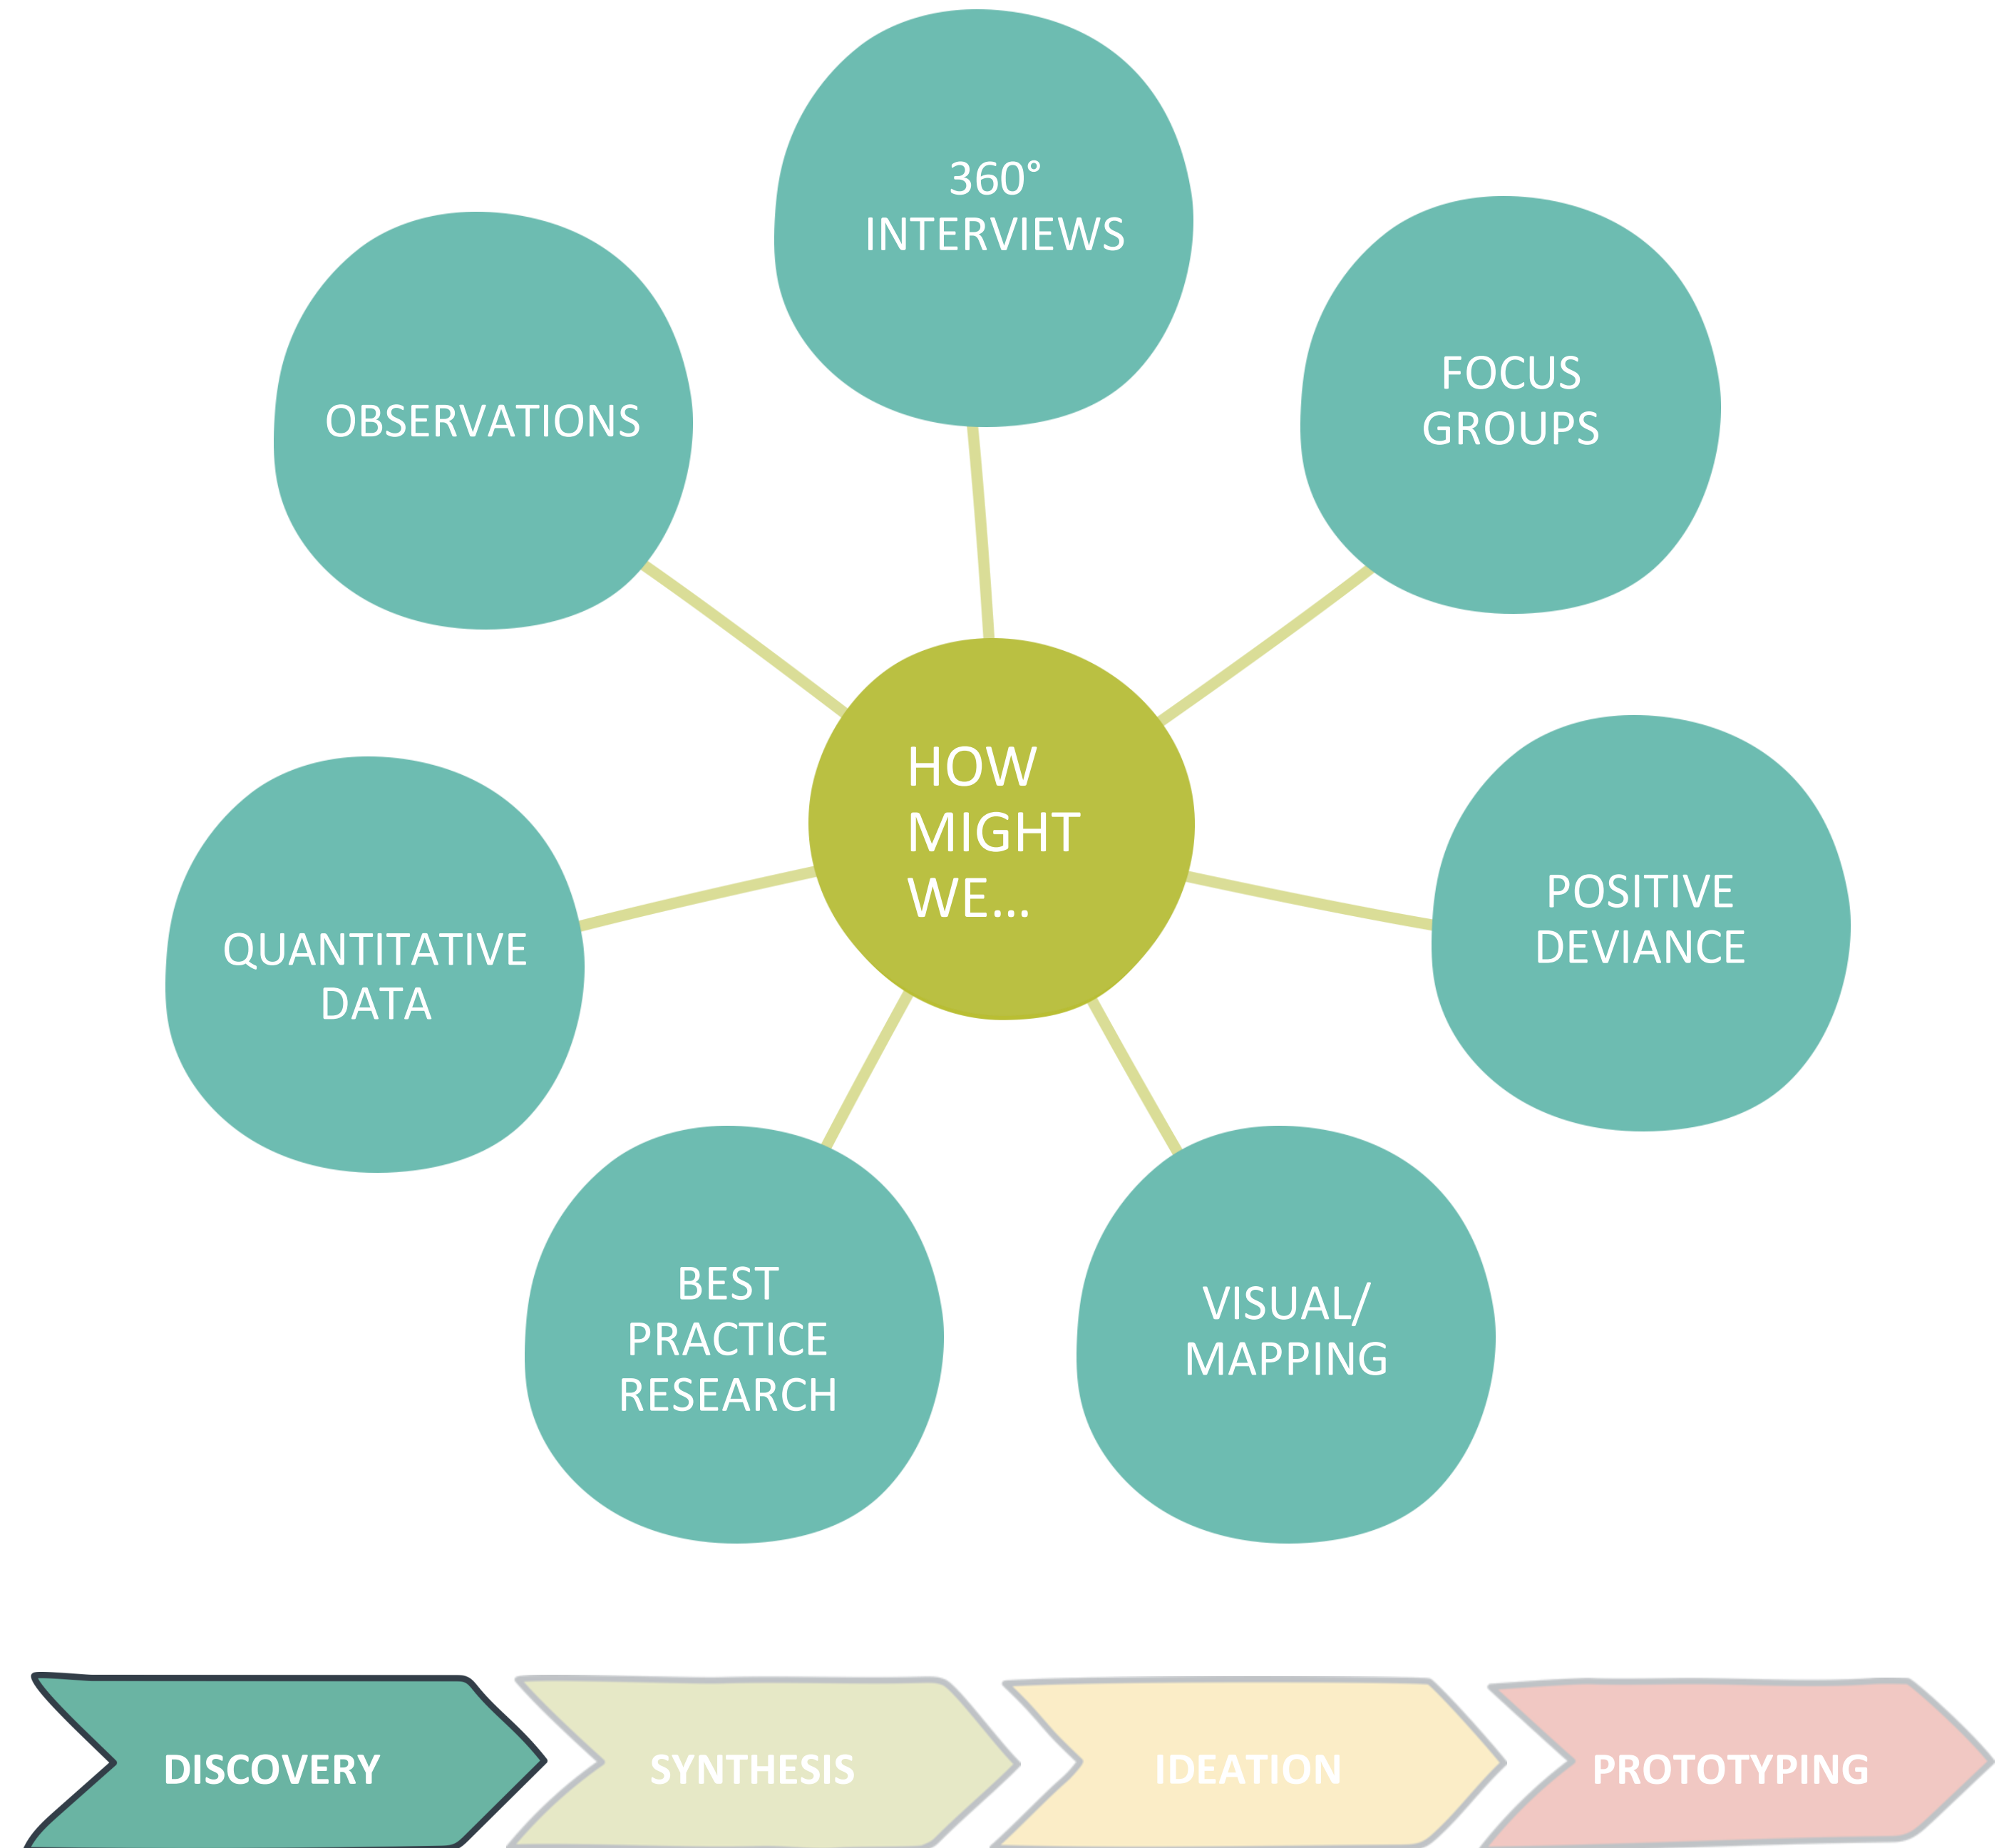 360°
INTERVIEWS
FOCUS
GROUPS
OBSERVATIONS
HOW
MIGHT
WE...
POSITIVE
DEVIANCE
QUANTITATIVE
DATA
BEST
PRACTICE
RESEARCH
VISUAL/
MAPPING
DISCOVERY
SYNTHESIS
IDEATION
PROTOTYPING